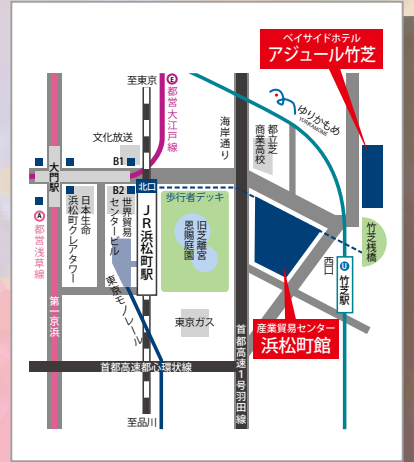 ベイサイドホテル
アジュール竹芝
至東京
E
都営大江戸線
海岸通り
ゆりかもめ
YURIKAMOME
都立芝
商業高校
文化放送
B1
大門駅
B2
北口
歩行者デッキ
日本生命
浜松町クレアタワー
世界貿易
センタービル
JR浜松町駅
旧芝離宮
恩賜庭園
竹芝桟橋
A
都営浅草線
西口
U
竹芝駅
東京モノレール
第一京浜
東京ガス
産業貿易センター
浜松町館
首都高速1号羽田線
首都高速都心環状線
至品川